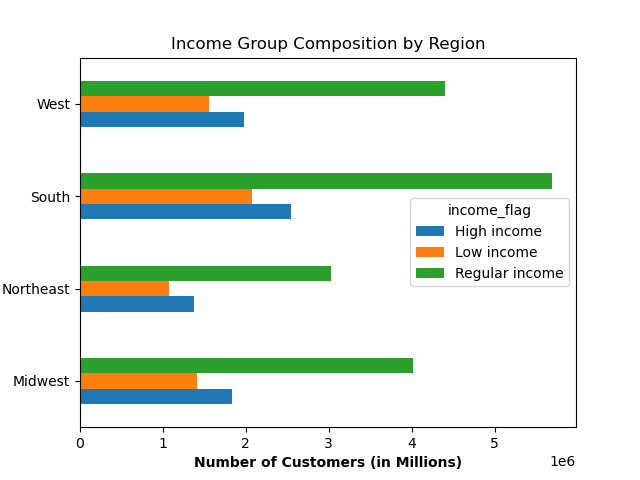 Income Group Composition by Region
West
South
Northeast
Midwest
income_flag
High income
Low income
Regular income
0 1 2 3 4 5
1e6
Number of Customers (in Millions)